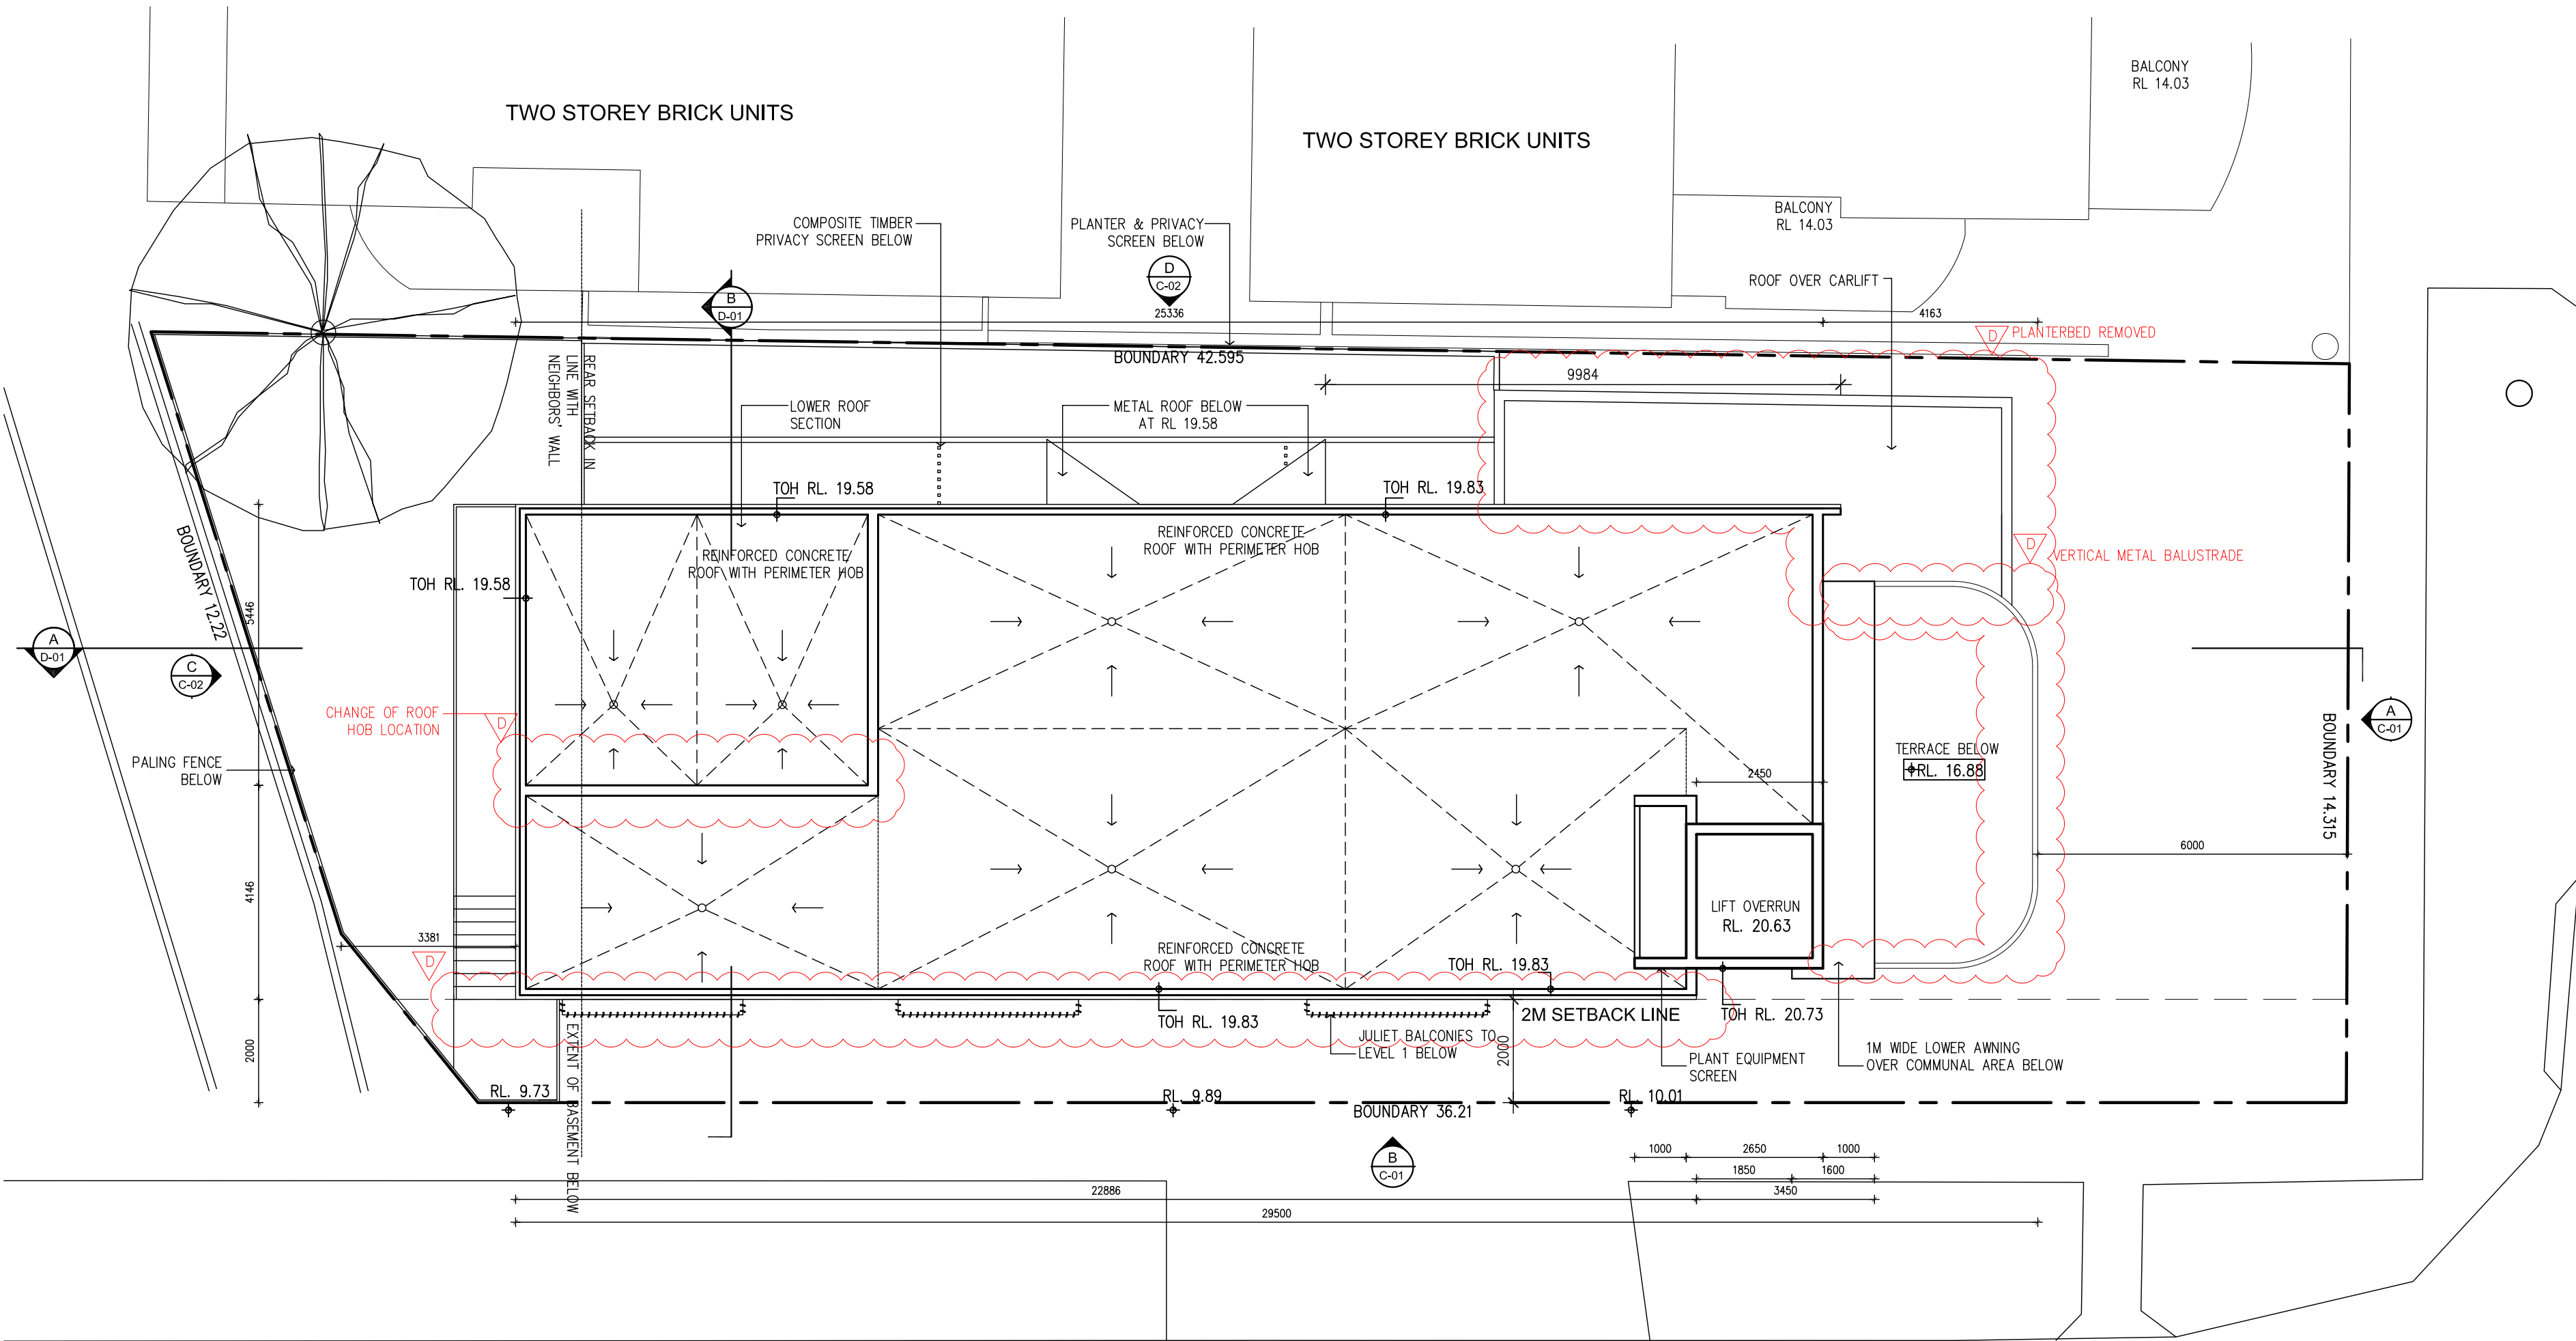 BALCONY
RL 14.03
TWO STOREY BRICK UNITS
TWO STOREY BRICK UNITS
BALCONY
RL 14.03
COMPOSITE TIMBER
PRIVACY SCREEN BELOW
PLANTER & PRIVACY
SCREEN BELOW
D
C-02
25336
ROOF OVER CARLIFT
B
D-01
4163
D
PLANTERBED REMOVED
BOUNDARY 42.595
9984
REAR SETBACK IN
LINE WITH
NEIGHBORS' WALL
LOWER ROOF
SECTION
METAL ROOF BELOW
AT RL 19.58
TOH RL. 19.58
TOH RL. 19.83
BOUNDARY 12.22
REINFORCED CONCRETE
ROOF WITH PERIMETER HOB
REINFORCED CONCRETE
ROOF WITH PERIMETER HOB
D
VERTICAL METAL BALUSTRADE
TOH RL. 19.58
5446
A
D-01
C
C-02
CHANGE OF ROOF
HOB LOCATION
D
A
C-01
BOUNDARY 14.315
PALING FENCE
BELOW
TERRACE BELOW
RL. 16.88
2450
6000
4146
LIFT OVERRUN
RL. 20.63
3381
D
REINFORCED CONCRETE
ROOF WITH PERIMETER HOB
TOH RL. 19.83
TOH RL. 19.83
2M SETBACK LINE
TOH RL. 20.73
2000
EXTENT OF BASEMENT BELOW
JULIET BALCONIES TO
LEVEL 1 BELOW
2000
PLANT EQUIPMENT
SCREEN
1M WIDE LOWER AWNING
OVER COMMUNAL AREA BELOW
RL. 9.73
RL. 9.89
RL. 10.01
BOUNDARY 36.21
B
C-01
1000
2650
1000
1850
1600
22886
3450
29500